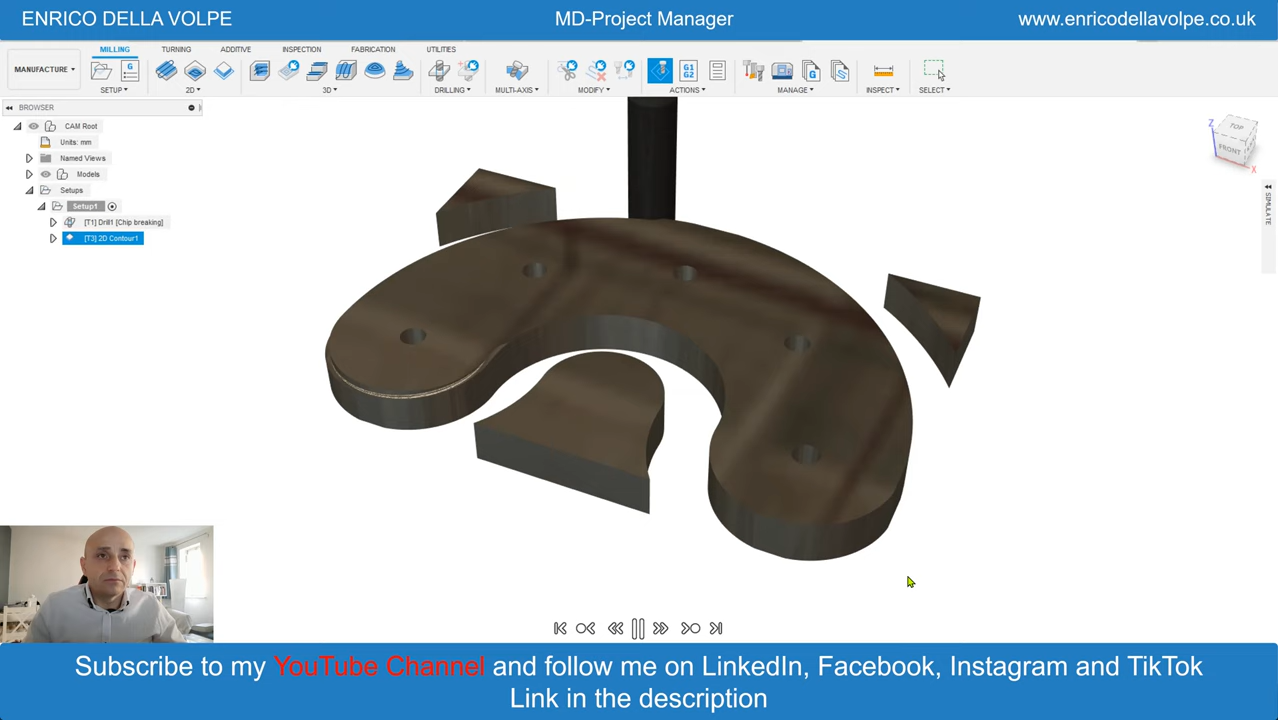 ENRICO DELLA VOLPE
MD-Project Manager
www.enricodellavolpe.co.uk
MILLING TURNING ADDITIVE INSPECTION FABRICATION UTILITIES
MANUFACTURE
G1
G2
G
G
SETUP 2D 3D DRILLING MULTI-AXIS MODIFY ACTIONS MANAGE INSPECT SELECT
BROWSER
CAM Root
Units: mm
Named Views
Models
Setups
Setup1
[T1] Drill1 [Chip breaking]
[T3] 2D Contour1
Z
TOP
FRONT
X
SIMULATE
Subscribe to my YouTube Channel and follow me on LinkedIn, Facebook, Instagram and TikTok
Link in the description